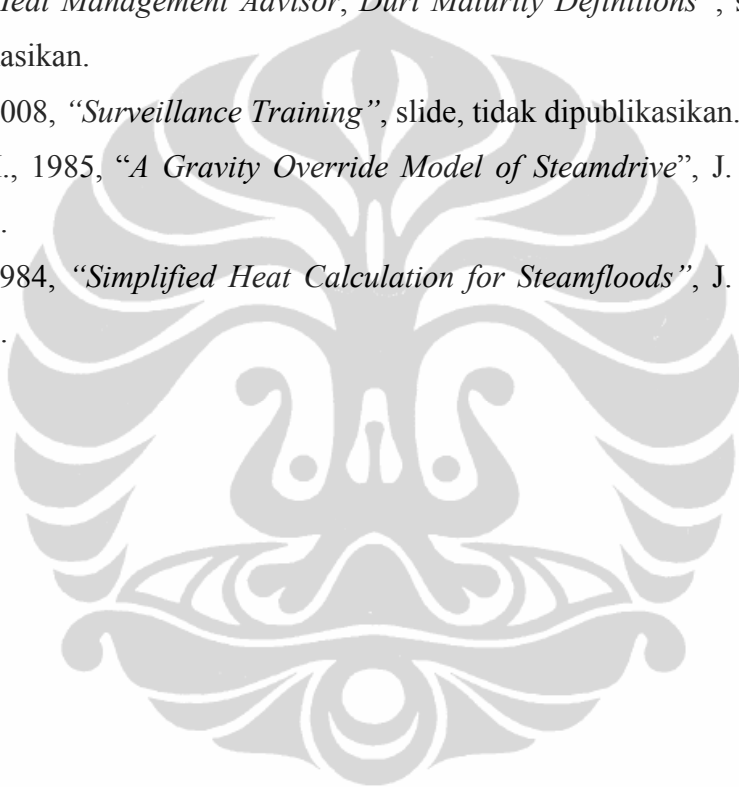 Heat Management Advisor, Duri Maturity Definitions”, s
asikan.
008, “Surveillance Training”, slide, tidak dipublikasikan.
I., 1985, “A Gravity Override Model of Steamdrive”, J.
.
984, “Simplified Heat Calculation for Steamfloods”, J.
.